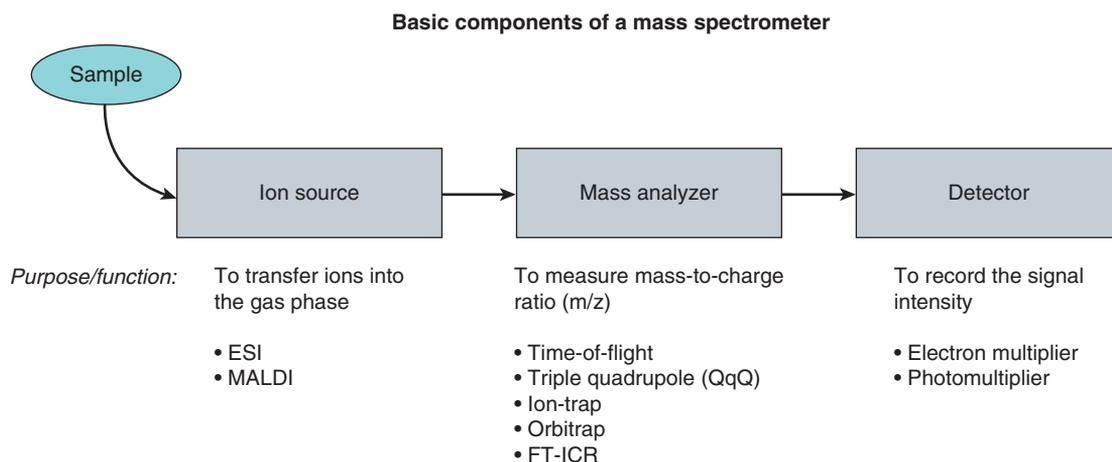 Basic components of a mass spectrometer
Sample
Ion source
Mass analyzer
Detector
Purpose/function:
To transfer ions into
the gas phase
• ESI
• MALDI
To measure mass-to-charge
ratio (m/z)
• Time-of-flight
• Triple quadrupole (QqQ)
• Ion-trap
• Orbitrap
• FT-ICR
To record the signal
intensity
• Electron multiplier
• Photomultiplier